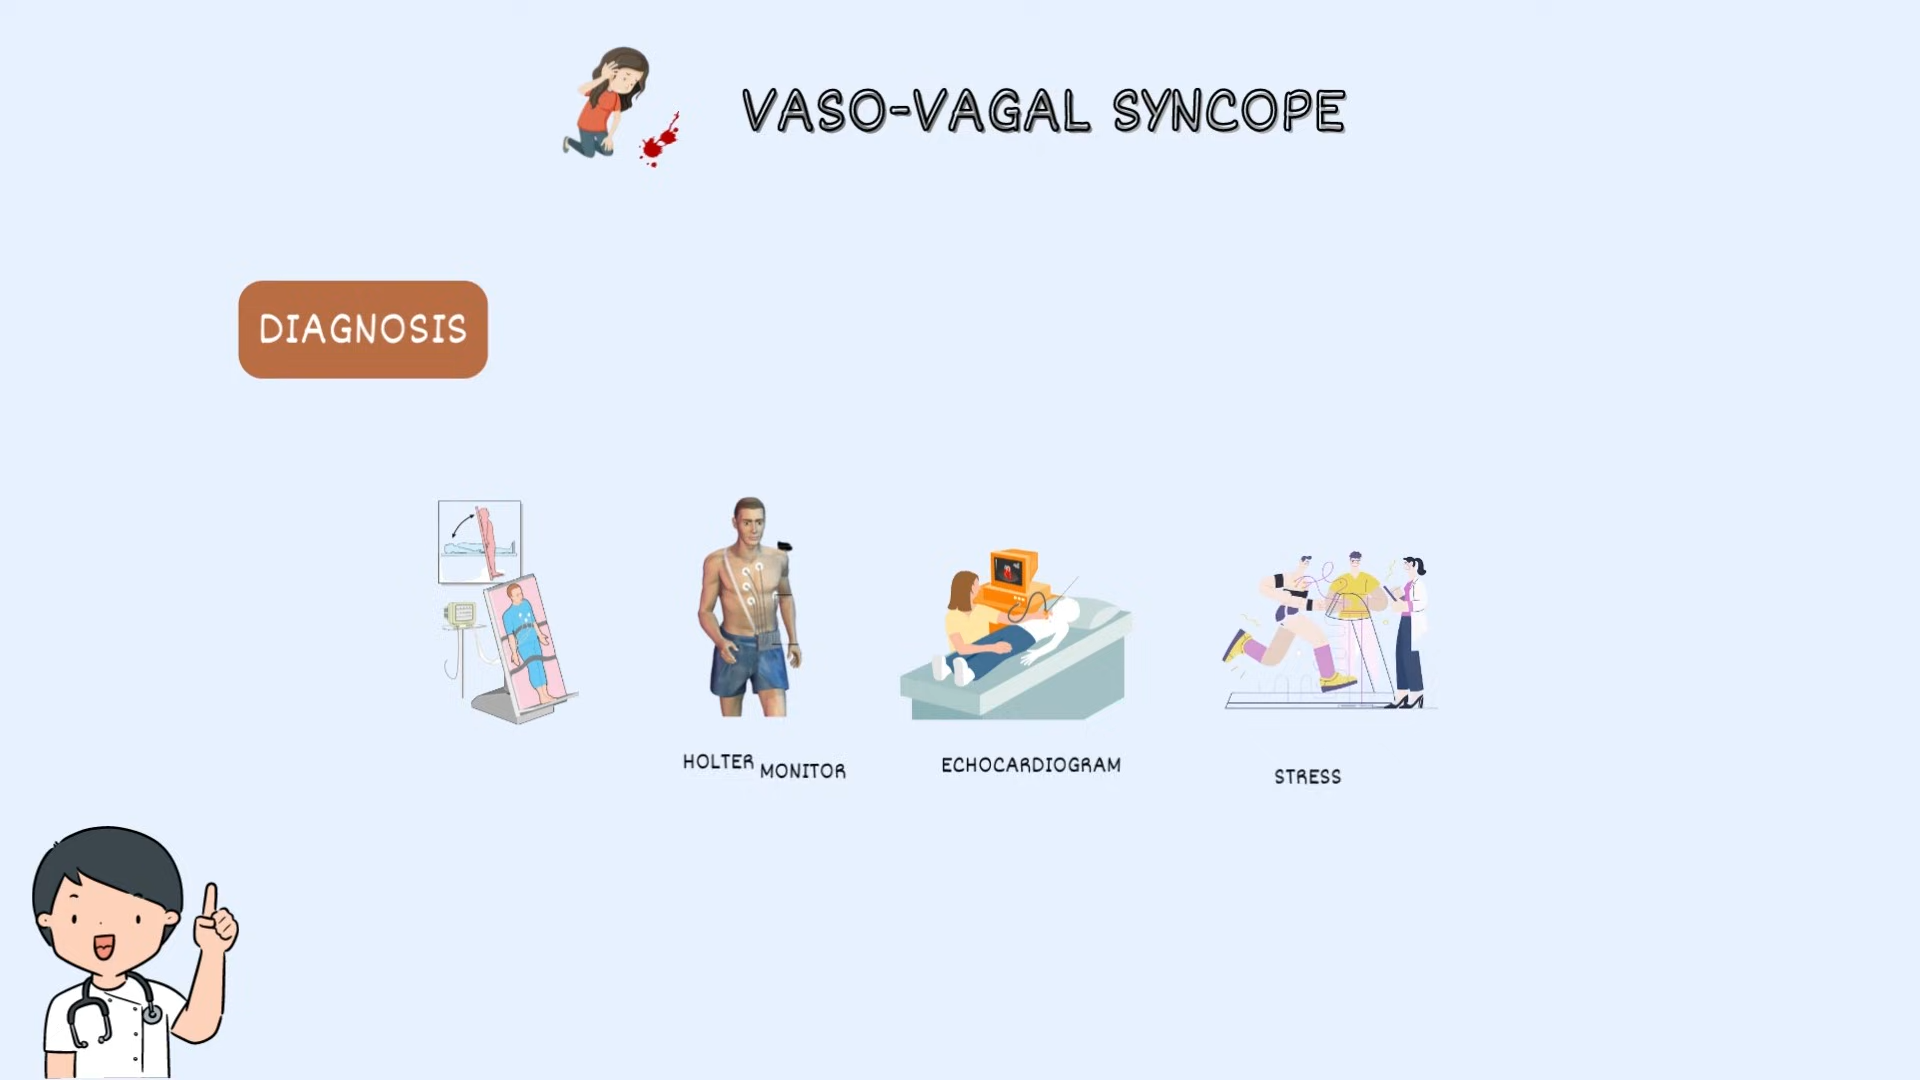 VASO-VAGAL SYNCOPE
DIAGNOSIS
HOLTER MONITOR
ECHOCARDIOGRAM
STRESS